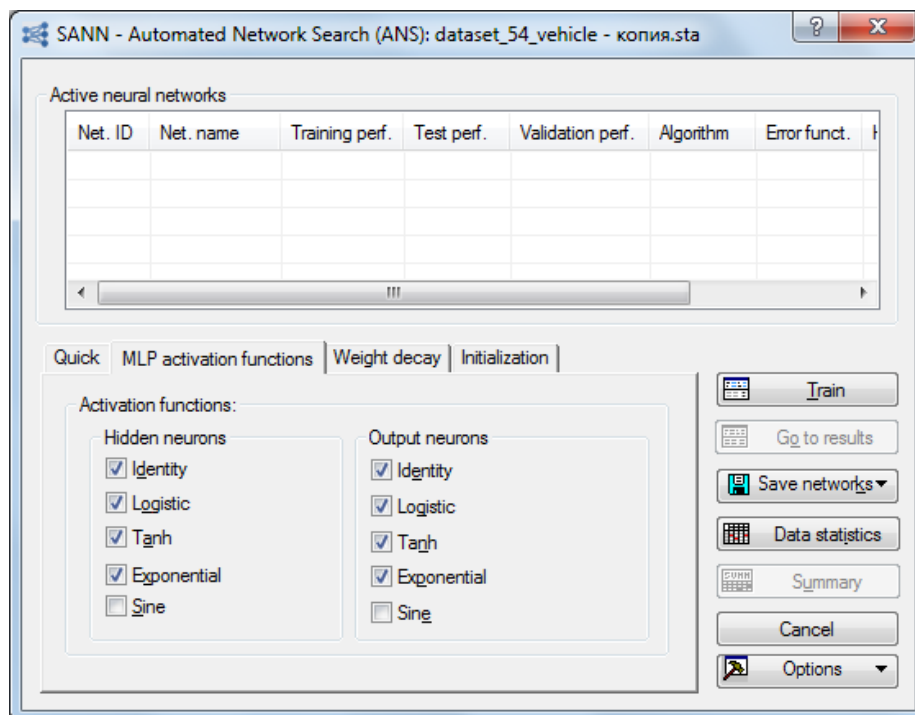 SANN - Automated Network Search (ANS): dataset_54_vehicle - копия.sta
Active neural networks
Net. ID Net. name Training perf. Test perf. Validation perf. Algorithm Error funct.
Quick MLP activation functions Weight decay Initialization
Activation functions:
Hidden neurons
Identity
Logistic
Tanh
Exponential
Sine
Output neurons
Identity
Logistic
Tanh
Exponential
Sine
Train
Go to results
Save networks
Data statistics
Summary
Cancel
Options